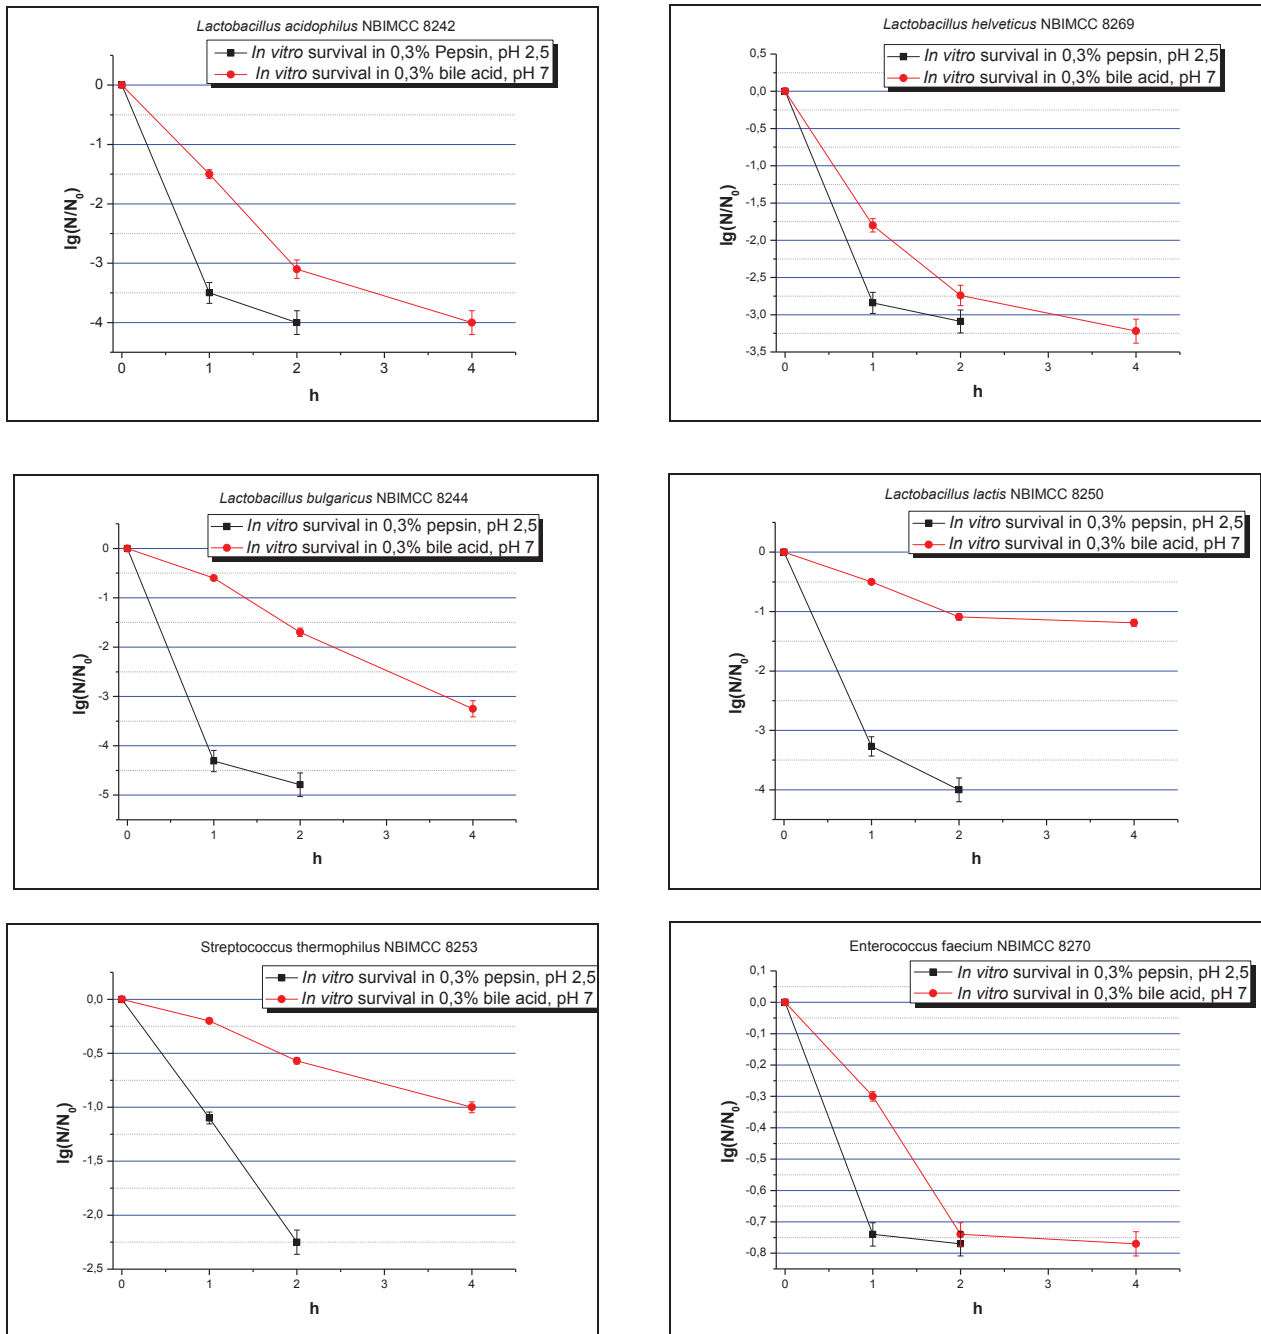 Lactobacillus acidophilus NBIMCC 8242
In vitro survival in 0,3% Pepsin, pH 2,5
In vitro survival in 0,3% bile acid, pH 7
0
-1
-2
-3
-4
lg(N/N0)
0 1 2 3 4
h
Lactobacillus helveticus NBIMCC 8269
In vitro survival in 0,3% pepsin, pH 2,5
In vitro survival in 0,3% bile acid, pH 7
0,5
0,0
-0,5
-1,0
-1,5
-2,0
-2,5
-3,0
-3,5
lg(N/N0)
0 1 2 3 4
h
Lactobacillus bulgaricus NBIMCC 8244
In vitro survival in 0,3% pepsin, pH 2,5
In vitro survival in 0,3% bile acid, pH 7
0
-1
-2
-3
-4
-5
lg(N/N0)
0 1 2 3 4
h
Lactobacillus lactis NBIMCC 8250
In vitro survival in 0,3% pepsin, pH 2,5
In vitro survival in 0,3% bile acid, pH 7
0
-1
-2
-3
-4
lg(N/N0)
0 1 2 3 4
h
Streptococcus thermophilus NBIMCC 8253
In vitro survival in 0,3% pepsin, pH 2,5
In vitro survival in 0,3% bile acid, pH 7
0,0
-0,5
-1,0
-1,5
-2,0
-2,5
lg(N/N0)
0 1 2 3 4
h
Enterococcus faecium NBIMCC 8270
In vitro survival in 0,3% pepsin, pH 2,5
In vitro survival in 0,3% bile acid, pH 7
0,1
0,0
-0,1
-0,2
-0,3
-0,4
-0,5
-0,6
-0,7
-0,8
lg(N/N0)
0 1 2 3 4
h